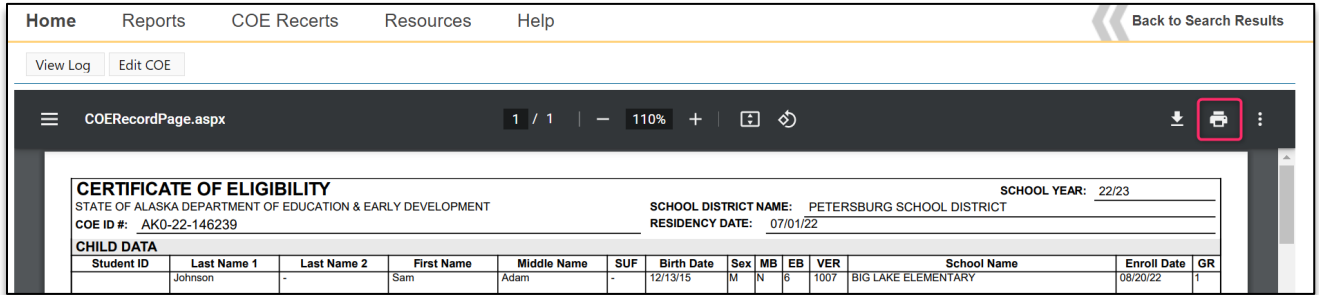 Home Reports COE Recerts Resources Help Back to Search Results
View Log Edit COE
COERecordPage.aspx 1 / 1 | − 110% + |
CERTIFICATE OF ELIGIBILITY SCHOOL YEAR: 22/23
STATE OF ALASKA DEPARTMENT OF EDUCATION & EARLY DEVELOPMENT SCHOOL DISTRICT NAME: PETERSBURG SCHOOL DISTRICT
COE ID #: AK0-22-146239 RESIDENCY DATE: 07/01/22
CHILD DATA
Student ID Last Name 1 Last Name 2 First Name Middle Name SUF Birth Date Sex MB EB VER School Name Enroll Date GR
Johnson - Sam Adam - 12/13/15 M N 6 1007 BIG LAKE ELEMENTARY 08/20/22 1